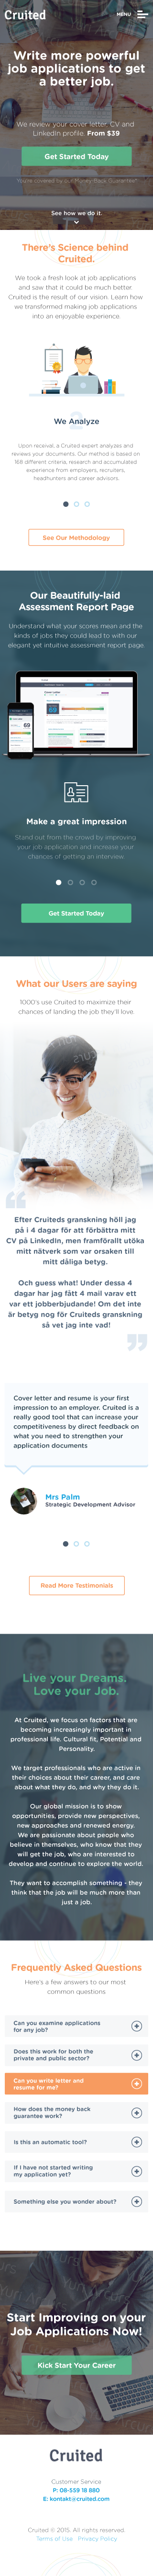 Cruited
MENU
Write more powerful
job applications to get
a better job.
We review your cover letter, CV and
LinkedIn profile. From $39
Get Started Today
You're covered by our Money Back Guarantee*
See how we do it.
There's Science behind
Cruited.
We took a fresh look at job applications
and saw that it could be much better.
Cruited is the result of our vision. Learn how
we transformed making job applications
into an enjoyable experience.
2
We Analyze
Upon receival, a Cruited expert analyzes and
reviews your documents. Our method is based on
168 different criteria, research and accumulated
experience from employers, recruiters,
headhunters and career advisors.
See Our Methodology
Our Beautifully-laid
Assessment Report Page
Understand what your scores mean and the
kinds of jobs they could lead to with our
elegant yet intuitive assessment report page.
69
Make a great impression
Stand out from the crowd by improving
your job application and increase your
chances of getting an interview.
Get Started Today
What our Users are saying
1000's use Cruited to maximize their
chances of landing the job they'll love.
Efter Cruiteds granskning höll jag
på i 4 dagar för att förbättra mitt
CV på LinkedIn, men framförallt utöka
mitt nätverk som var orsaken till
mitt dåliga betyg.
Och guess what! Under dessa 4
dagar har jag fått 4 mail varav ett
var ett jobberbjudande! Om det inte
är betyg nog för Cruiteds granskning
så vet jag inte vad!
Cover letter and resume is your first
impression to an employer. Cruited is a
really good tool that can increase your
competitiveness by direct feedback on
what you need to strengthen your
application documents
Mrs Palm
Strategic Development Advisor
Read More Testimonials
Live your Dreams.
Love your Job.
At Cruited, we focus on factors that are
becoming increasingly important in
professional life. Cultural fit, Potential and
Personality.
We target professionals who are active in
their choices about their career, and care
about what they do, how and why do it.
Our global mission is to show
opportunities, provide new perspectives,
new approaches and renewed energy.
We are passionate about people who
believe in themselves, who know that they
will get the job, who are interested to
develop and continue to explore the world.
They want to accomplish something - they
think that the job will be much more than
just a job.
Frequently Asked Questions
Here's a few answers to our most
common questions
Can you examine applications
for any job?
Does this work for both the
private and public sector?
Can you write letter and
resume for me?
How does the money back
guarantee work?
Is this an automatic tool?
If I have not started writing
my application yet?
Something else you wonder about?
Start Improving on your
Job Applications Now!
Kick Start Your Career
Cruited
Customer Service
P: 08-559 18 880
E: kontakt@cruited.com
Cruited © 2015. All rights reserved.
Terms of Use Privacy Policy